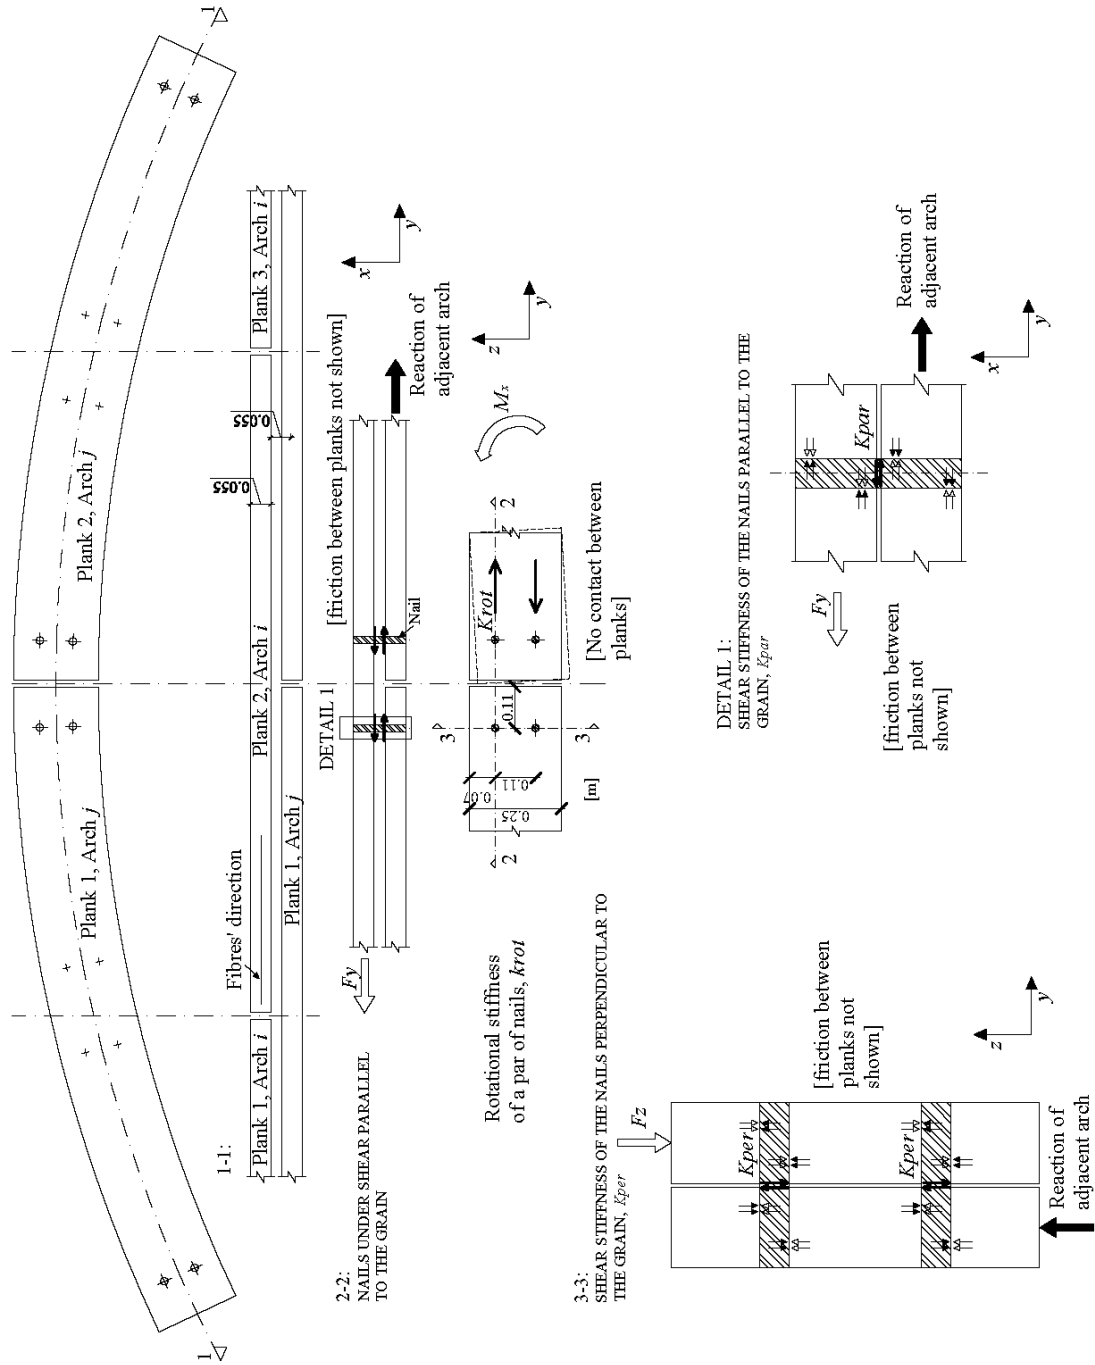 1
1
Plank 1, Arch j
Plank 2, Arch j
1-1:
Fibres' direction
Plank 1, Arch i
Plank 2, Arch i
Plank 3, Arch i
Plank 1, Arch j
0.055
0.055
2-2:
NAILS UNDER SHEAR PARALLEL
TO THE GRAIN
Fy
DETAIL 1
[friction between planks not shown]
Nail
Reaction of
adjacent arch
x
y
Rotational stiffness
of a par of nails, krot
2
2
3
3
0.07
0.11
0.25
0.11
[m]
Krot
Mx
[No contact between
planks]
z
y
3-3:
SHEAR STIFFNESS OF THE NAILS PERPENDICULAR TO
THE GRAIN, Kper
Fz
Kper
Kper
[friction between
planks not
shown]
Reaction of
adjacent arch
z
y
DETAIL 1:
SHEAR STIFFNESS OF THE NAILS PARALLEL TO THE
GRAIN, Kpar
Fy
Kpar
[friction between
planks not
shown]
Reaction of
adjacent arch
x
y